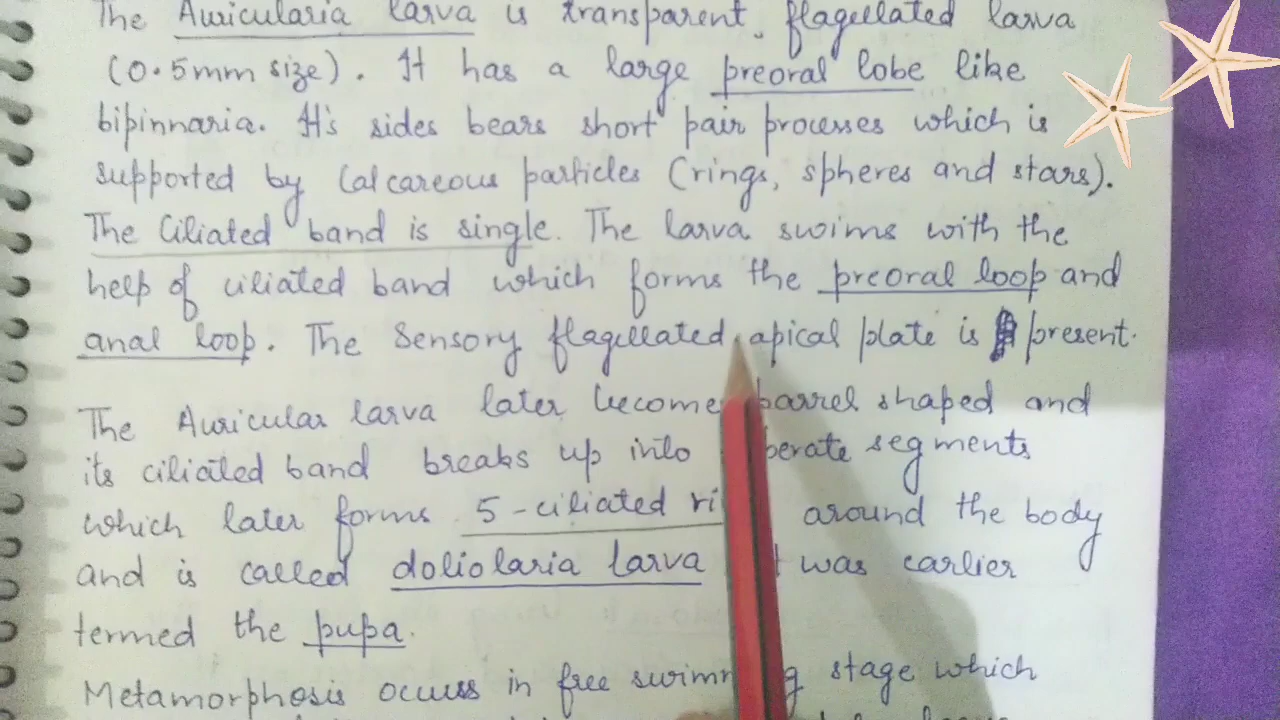 The Auricularia larva is transparent, flagellated larva
(0.5mm size). It has a large preoral lobe like
bipinnaria. It's sides bears short pair processes which is
supported by Calcareous particles (rings, spheres and stars).
The Ciliated band is single. The larva swims with the
help of ciliated band which forms the preoral loop and
anal loop. The Sensory flagellated apical plate is present.
The Auricular larva later become barrel shaped and
its ciliated band breaks up into perate segments
which later forms 5-ciliated ri around the body
and is called doliolaria larva t was earlier
termed the pupa.
Metamorphosis occurs in free swimm g stage which